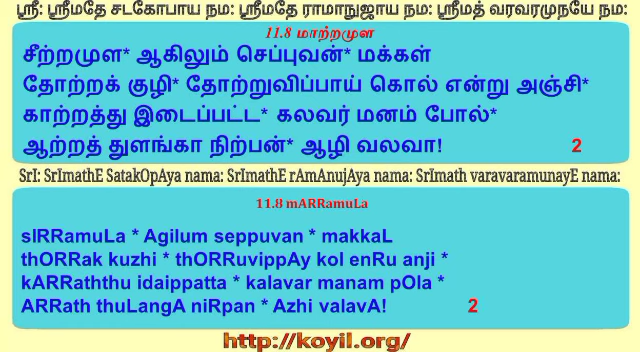 ஸ்ரீ: ஸ்ரீமதே சடகோபாய நம: ஸ்ரீமதே ராமாநுஜாய நம: ஸ்ரீமத் வரவரமுநயே நம:
11.8 மாற்றமுள
சீற்றமுள* ஆகிலும் செப்புவன்* மக்கள்
தோற்றக் குழி* தோற்றுவிப்பாய் கொல் என்று அஞ்சி*
காற்றத்து இடைப்பட்ட* கலவர் மனம் போல்*
ஆற்றத் துளங்கா நிற்பன்* ஆழி வலவா! 2
SrI: SrImathE SatakOpAya nama: SrImathE rAmAnujAya nama: SrImath varavaramunayE nama:
11.8 mARRamuLa
sIRRamuLa * Agilum seppuvan * makkaL
thORRak kuzhi * thORRuvippAy kol enRu anji *
kARRaththu idaippatta * kalavar manam pOla *
ARRath thuLangA niRpan * Azhi valavA! 2
http://koyil.org/